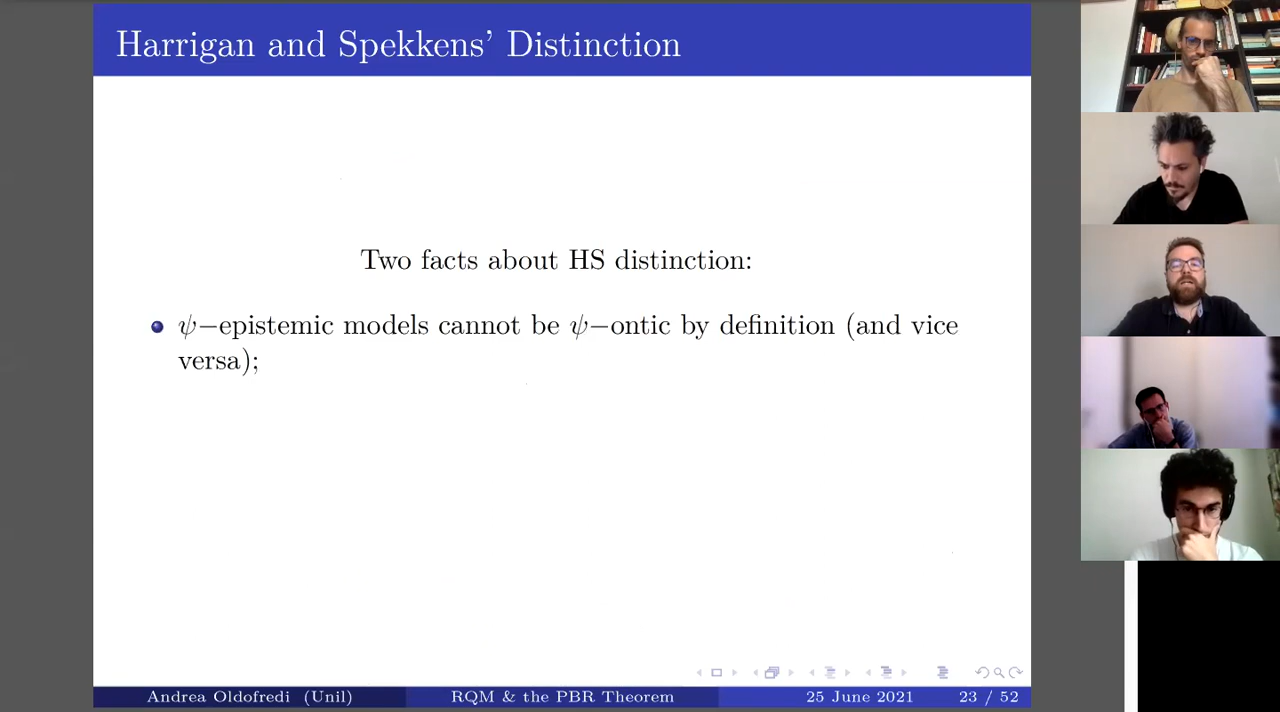 Harrigan and Spekkens' Distinction
Two facts about HS distinction:
ψ−epistemic models cannot be ψ−ontic by definition (and vice
versa);
Andrea Oldofredi (Unil) RQM & the PBR Theorem 25 June 2021 23 / 52